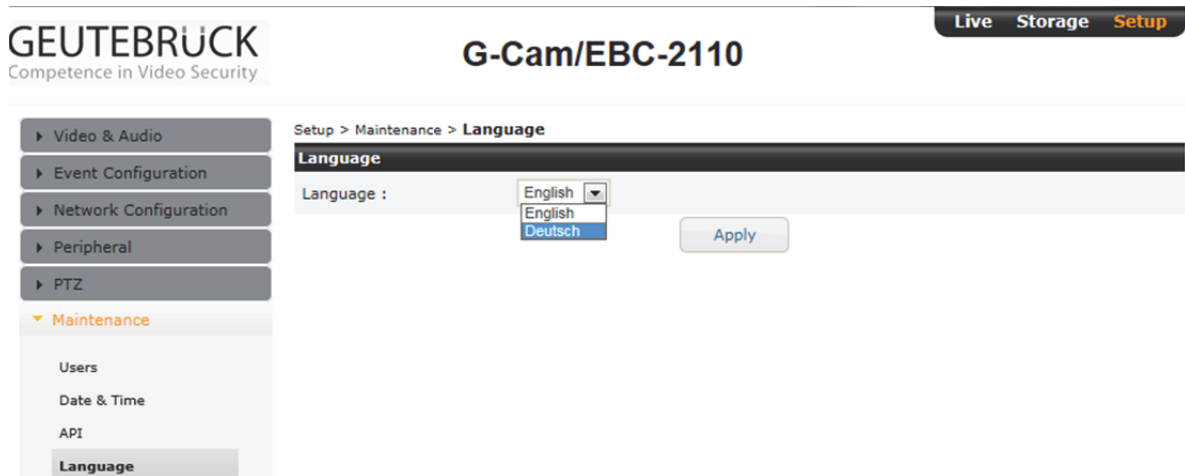 GEUTEBRÜCK
Competence in Video Security
G-Cam/EBC-2110
Live Storage Setup
Video & Audio
Event Configuration
Network Configuration
Peripheral
PTZ
Maintenance
Users
Date & Time
API
Language
Setup > Maintenance > Language
Language
Language :
English
English
Deutsch
Apply